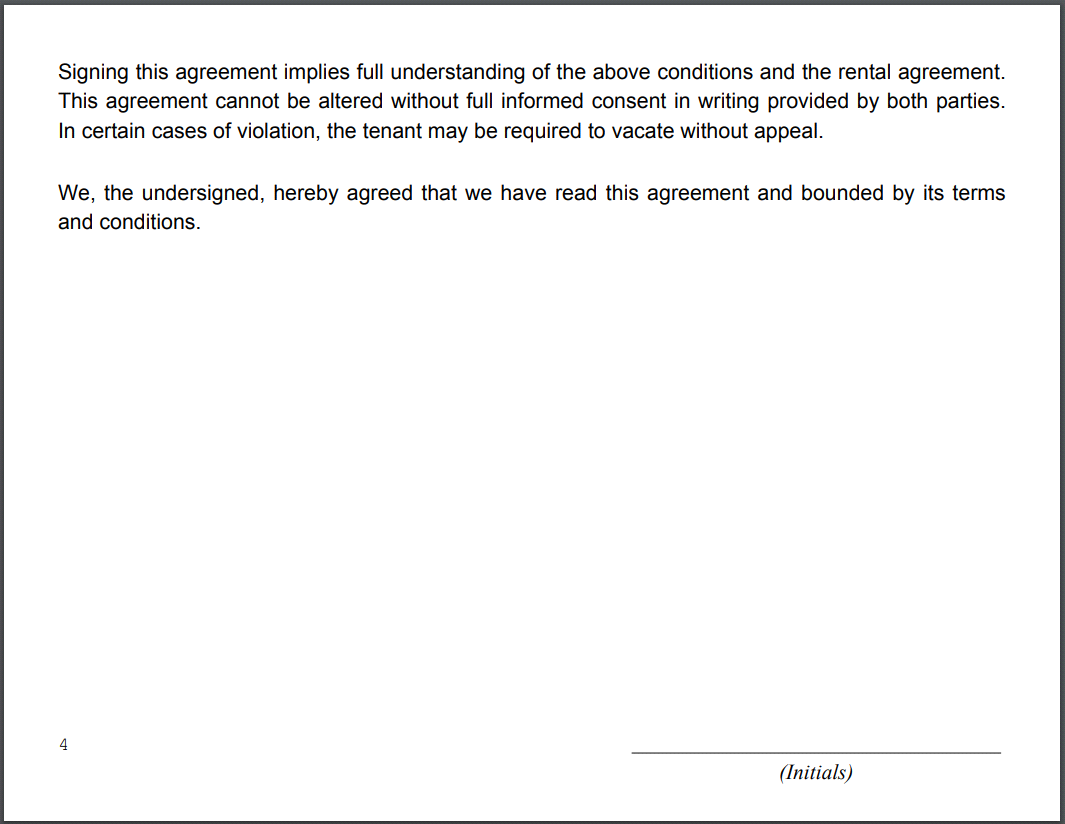 Signing this agreement implies full understanding of the above conditions and the rental agreement.
This agreement cannot be altered without full informed consent in writing provided by both parties.
In certain cases of violation, the tenant may be required to vacate without appeal.
We, the undersigned, hereby agreed that we have read this agreement and bounded by its terms
and conditions.
4
(Initials)